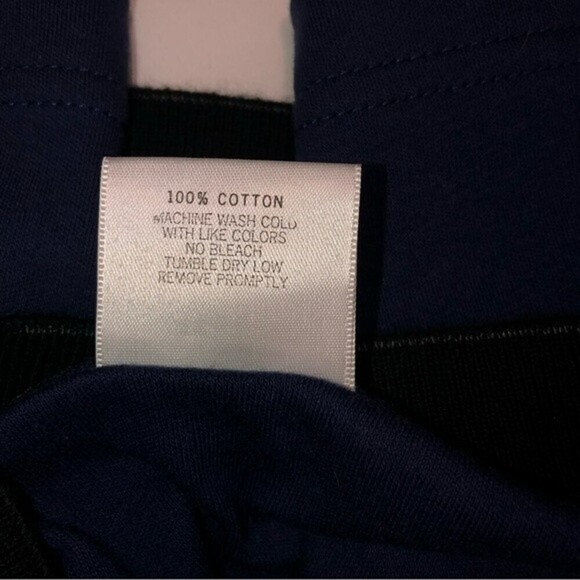 100% COTTON
MACHINE WASH COLD
WITH LIKE COLORS
NO BLEACH
TUMBLE DRY LOW
REMOVE PROMPTLY